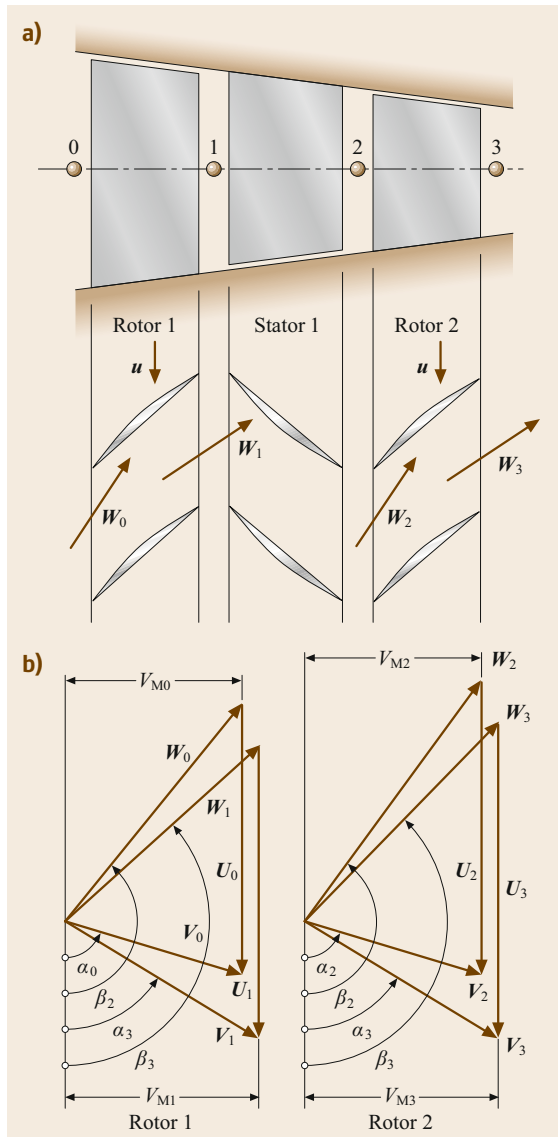 a)
0 1 2 3
Rotor 1 Stator 1 Rotor 2
u u
W1 W3
W0 W2
b)
VM0 VM2 W2
W3
W0
W1
U0 U2 U3
V0
α0 α2
β2 U1 β2 V2
α3 V1 α3 V3
β3 β3
VM1 VM3
Rotor 1 Rotor 2